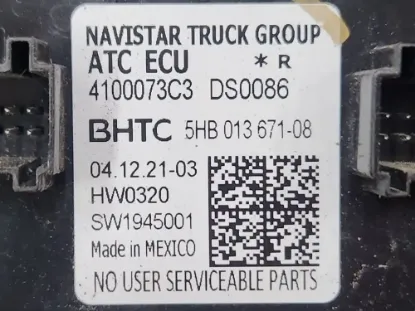 NAVISTAR TRUCK GROUP
ATC ECU *R
4100073C3 DS0086
BHTC 5HB 013 671-08
04.12.21-03
HW0320
SW1945001
Made in MEXICO
NO USER SERVICEABLE PARTS